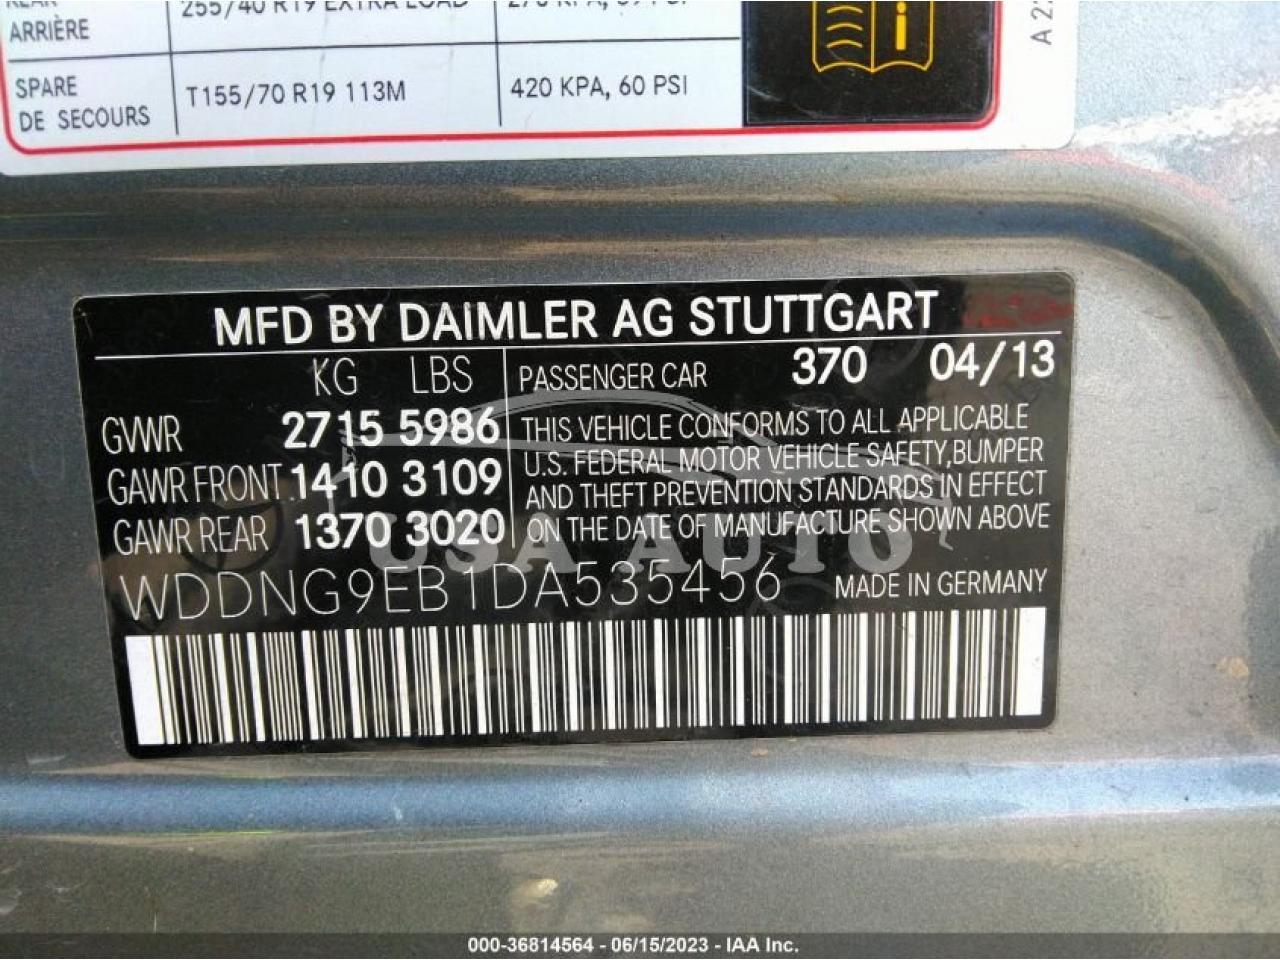 ARRIÈRE
255/40 R19 EXTRA LOAD
SPARE
DE SECOURS
T155/70 R19 113M
420 KPA, 60 PSI
MFD BY DAIMLER AG STUTTGART
KG LBS
PASSENGER CAR 370 04/13
GVWR 2715 5986
GAWR FRONT 1410 3109
GAWR REAR 1370 3020
THIS VEHICLE CONFORMS TO ALL APPLICABLE
U.S. FEDERAL MOTOR VEHICLE SAFETY, BUMPER
AND THEFT PREVENTION STANDARDS IN EFFECT
ON THE DATE OF MANUFACTURE SHOWN ABOVE
USA AUTO
WDDNG9EB1DA535456
MADE IN GERMANY
000-36814564 - 06/15/2023 - IAA Inc.